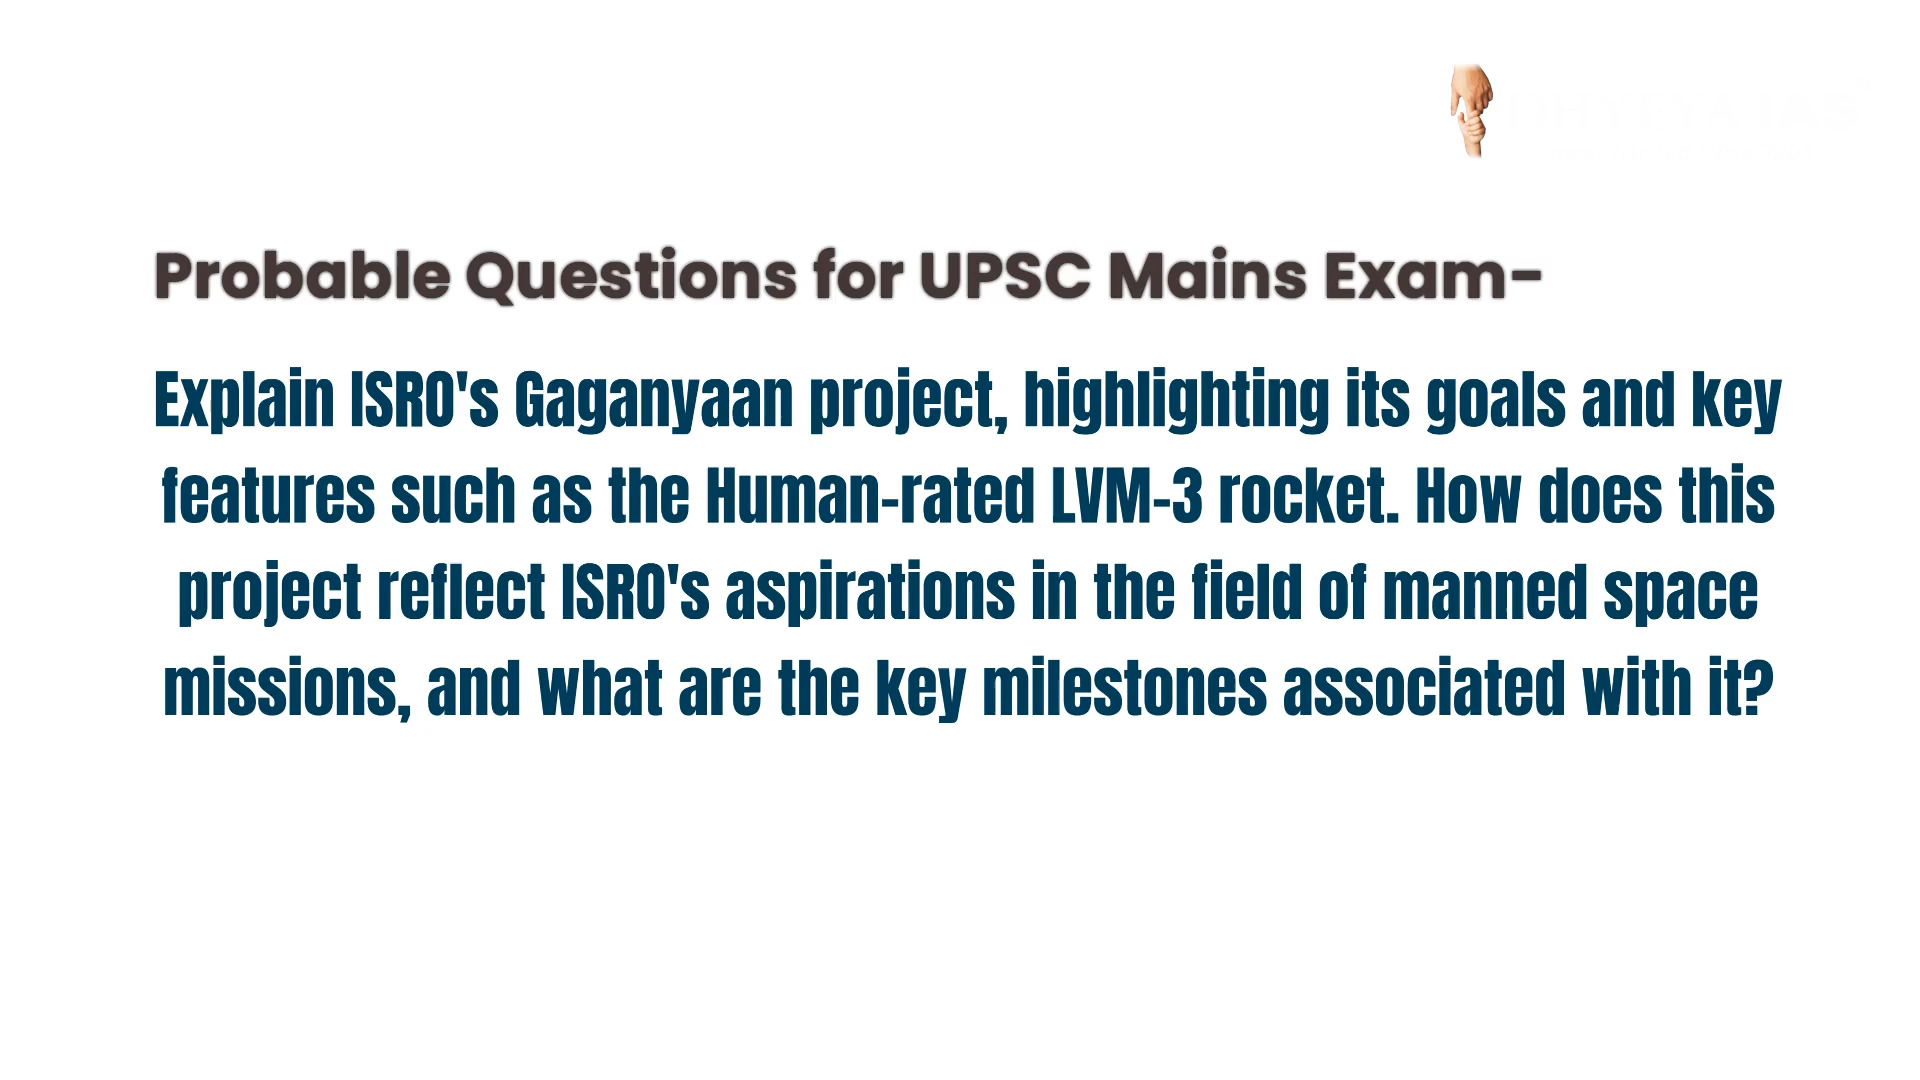 Probable Questions for UPSC Mains Exam-
Explain ISRO's Gaganyaan project, highlighting its goals and key
features such as the Human-rated LVM-3 rocket. How does this
project reflect ISRO's aspirations in the field of manned space
missions, and what are the key milestones associated with it?